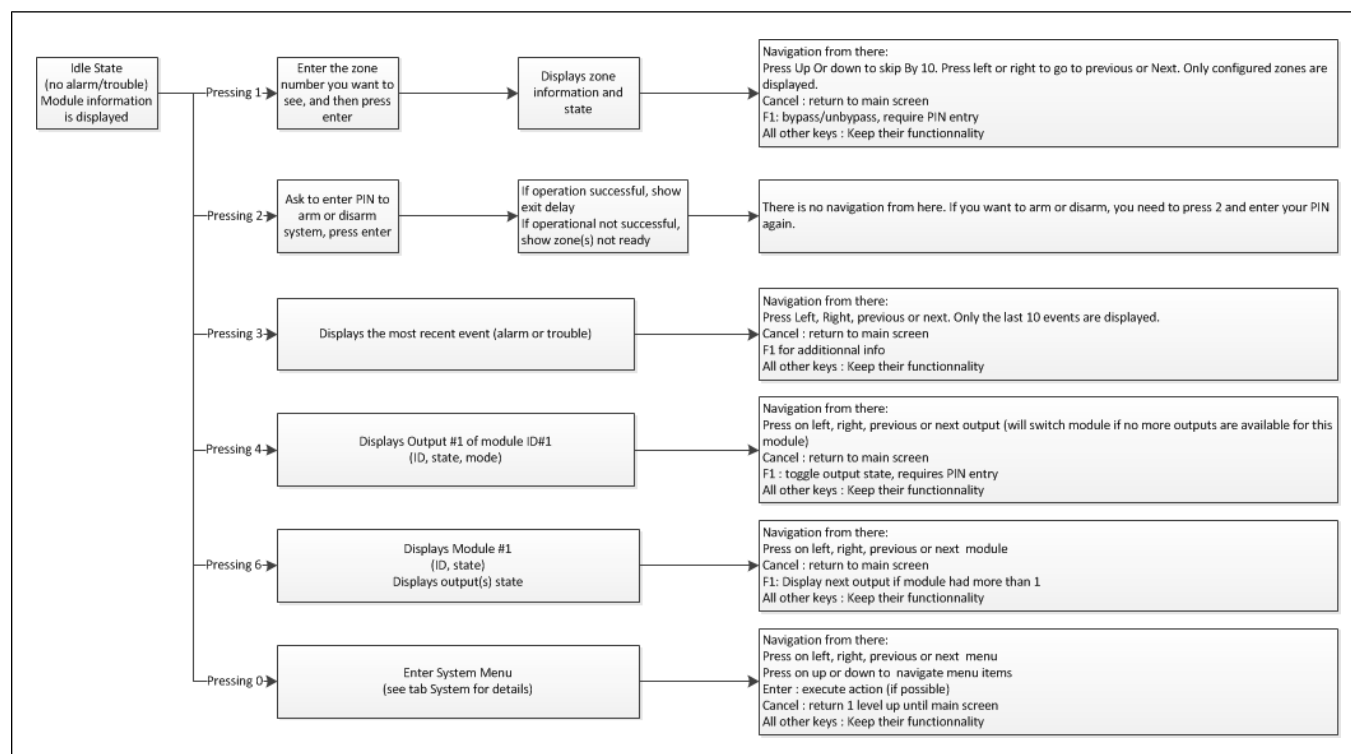 Idle State
(no alarm/trouble)
Module information
is displayed
Pressing 1
Enter the zone
number you want to
see, and then press
enter
Displays zone
information and
state
Navigation from there:
Press Up Or down to skip By 10. Press left or right to go to previous or Next. Only configured zones are
displayed.
Cancel : return to main screen
F1: bypass/unbypass, require PIN entry
All other keys : Keep their functionnality
Pressing 2
Ask to enter PIN to
arm or disarm
system, press enter
If operation successful, show
exit delay
If operational not successful,
show zone(s) not ready
There is no navigation from here. If you want to arm or disarm, you need to press 2 and enter your PIN
again.
Pressing 3
Displays the most recent event (alarm or trouble)
Navigation from there:
Press Left, Right, previous or next. Only the last 10 events are displayed.
Cancel : return to main screen
F1 for additionnal info
All other keys : Keep their functionnality
Pressing 4
Displays Output #1 of module ID#1
(ID, state, mode)
Navigation from there:
Press on left, right, previous or next output (will switch module if no more outputs are available for this
module)
Cancel : return to main screen
F1 : toggle output state, requires PIN entry
All other keys : Keep their functionnality
Pressing 6
Displays Module #1
(ID, state)
Displays output(s) state
Navigation from there:
Press on left, right, previous or next  module
Cancel : return to main screen
F1: Display next output if module had more than 1
All other keys : Keep their functionnality
Pressing 0
Enter System Menu
(see tab System for details)
Navigation from there:
Press on left, right, previous or next  menu
Press on up or down to  navigate menu items
Enter : execute action (if possible)
Cancel : return 1 level up until main screen
All other keys : Keep their functionnality